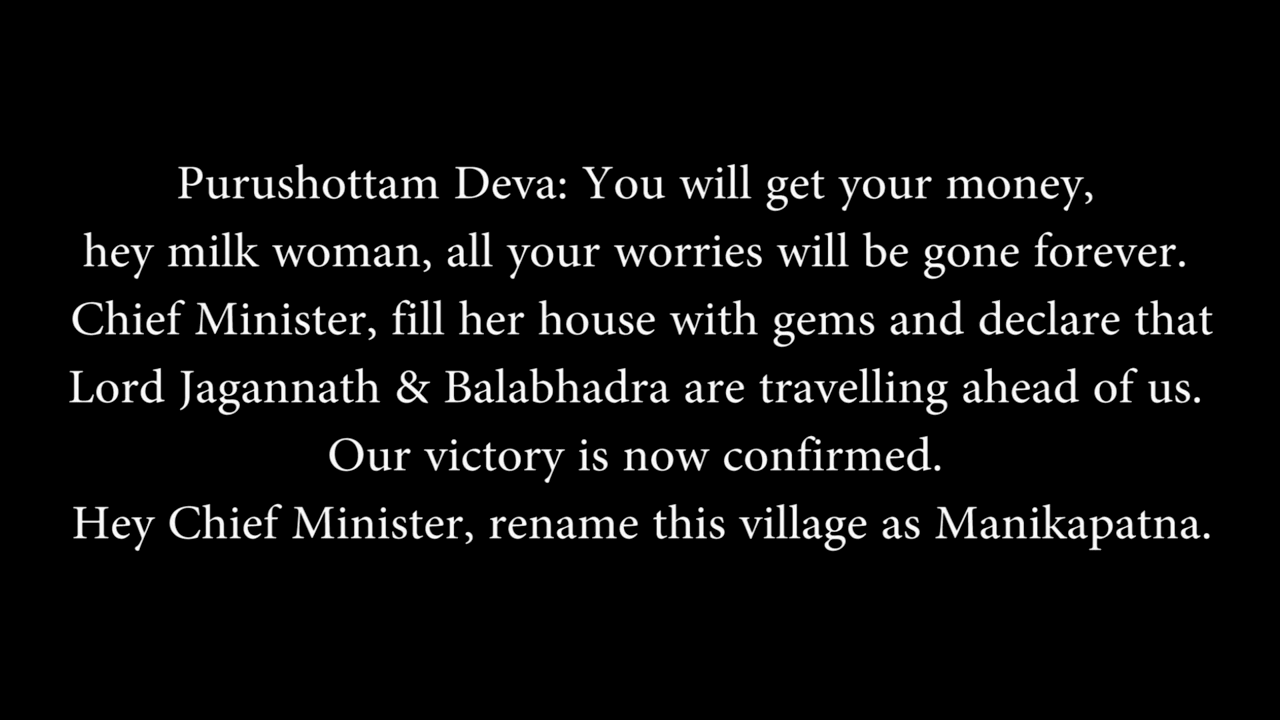 Purushottam Deva: You will get your money,
hey milk woman, all your worries will be gone forever.
Chief Minister, fill her house with gems and declare that
Lord Jagannath & Balabhadra are travelling ahead of us.
Our victory is now confirmed.
Hey Chief Minister, rename this village as Manikapatna.